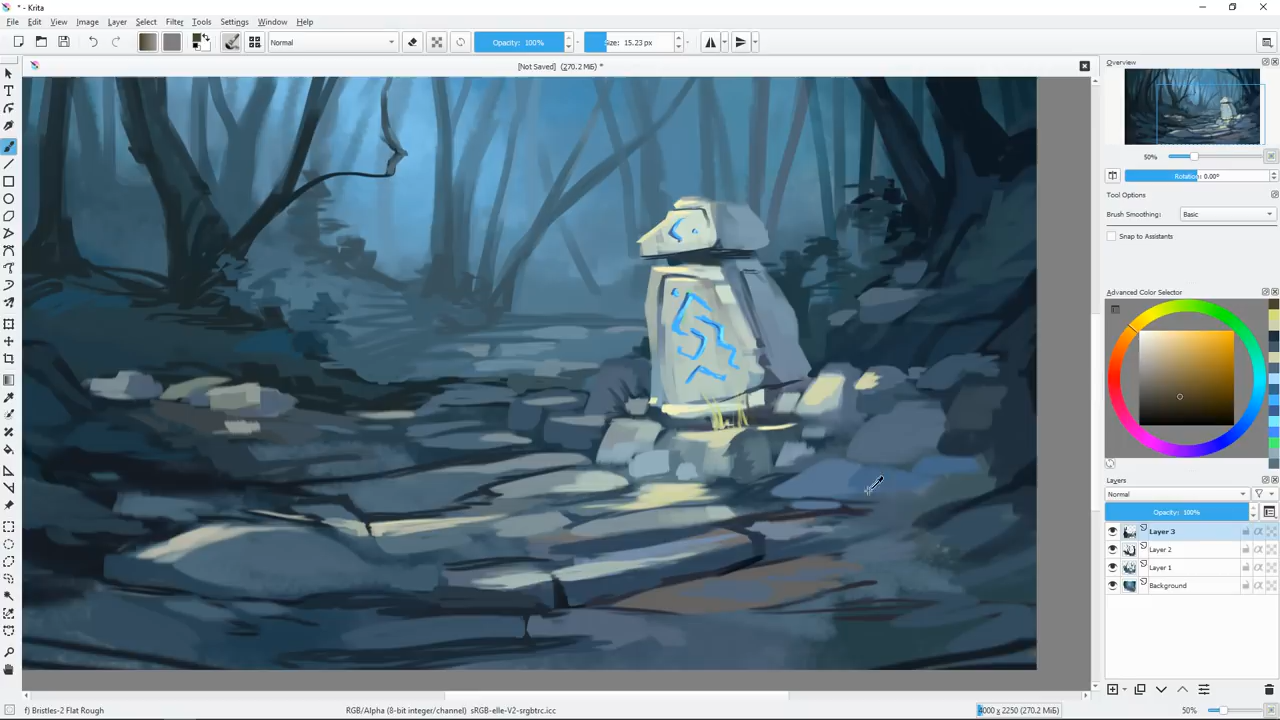 * - Krita
File Edit View Image Layer Select Filter Tools Settings Window Help
Normal Opacity: 100% Size: 15.23 px
[Not Saved] (270.2 MiB) *
Overview
50%
Rotation: 0.00°
Tool Options
Brush Smoothing: Basic
Snap to Assistants
Advanced Color Selector
Layers
Normal
Opacity: 100%
Layer 3
Layer 2
Layer 1
Background
f) Bristles-2 Flat Rough RGB/Alpha (8-bit integer/channel) sRGB-elle-V2-srgbtrc.icc 4000 x 2250 (270.2 MiB) 50%